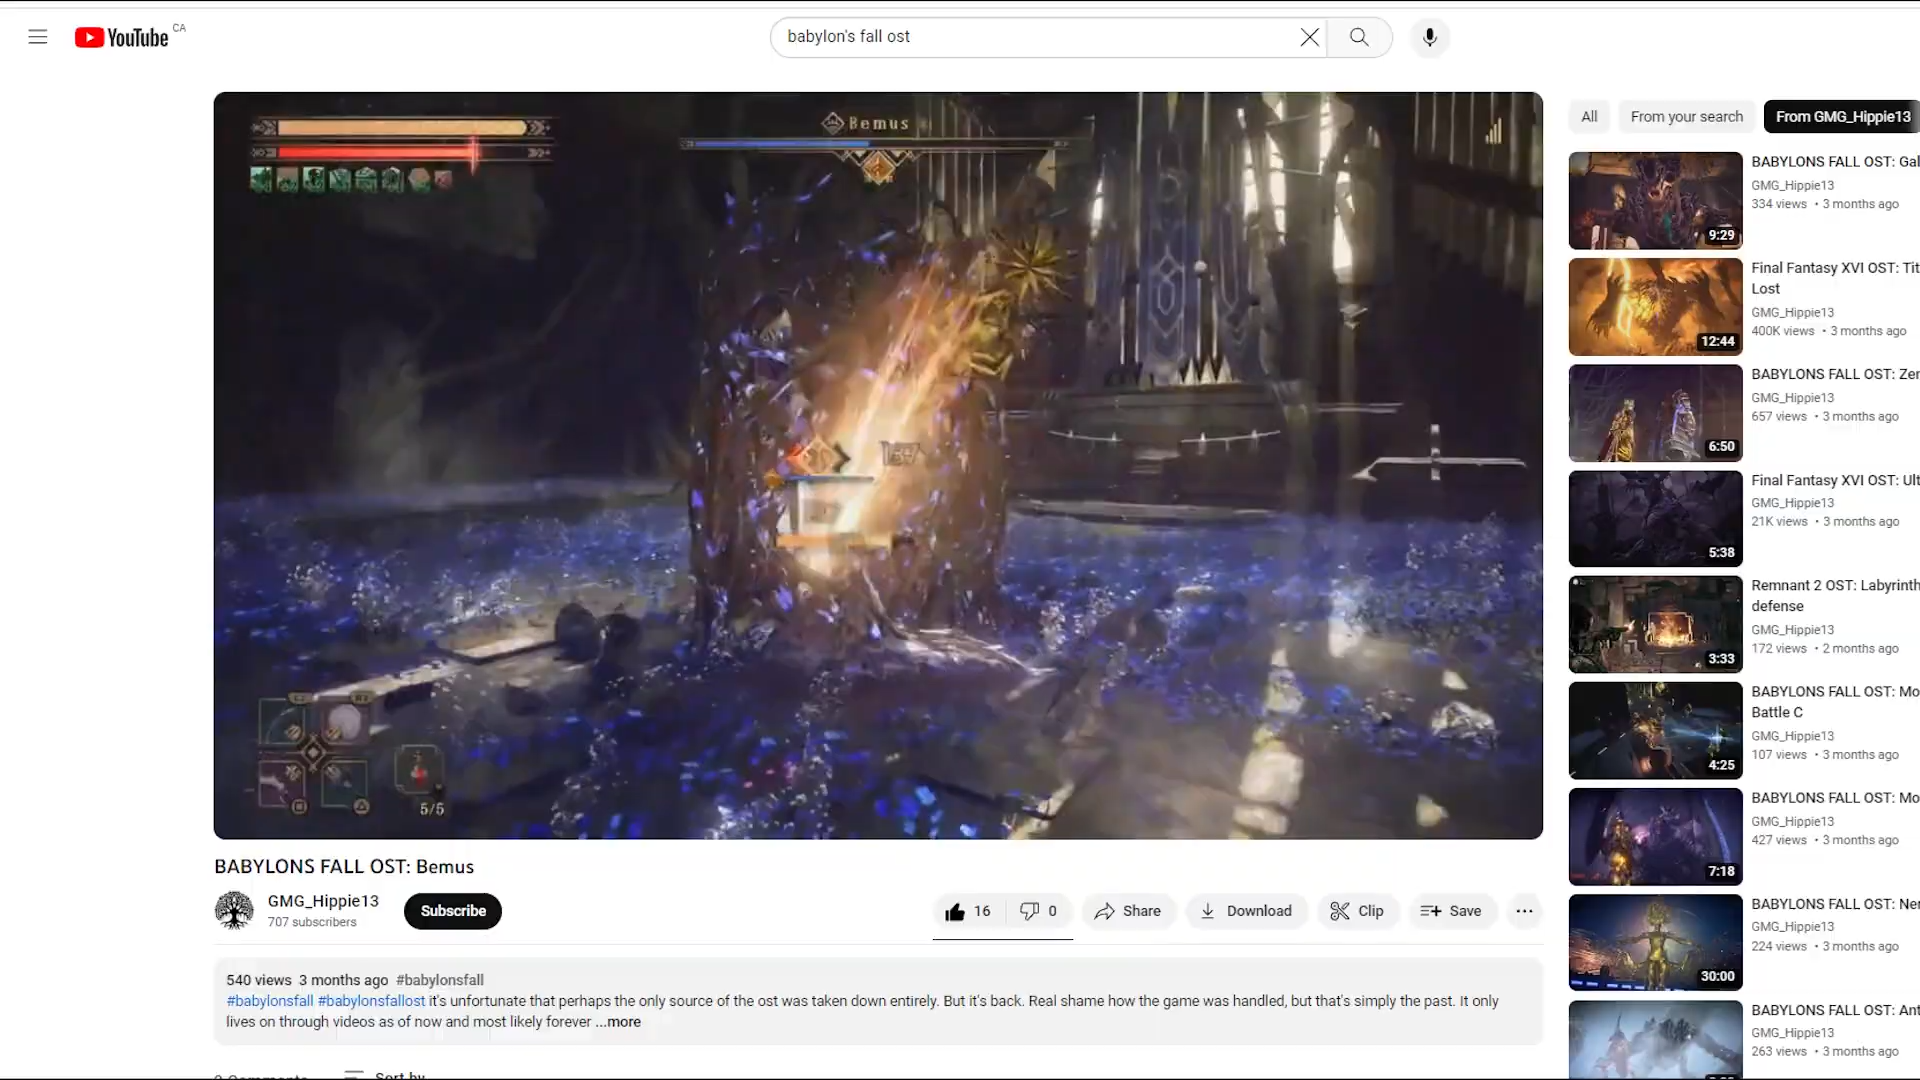 YouTube CA
babylon's fall ost
Bemus
5/5
BABYLONS FALL OST: Bemus
GMG_Hippie13
707 subscribers
Subscribe
16
0
Share
Download
Clip
Save
540 views 3 months ago #babylonsfall
#babylonsfall #babylonsfallost it's unfortunate that perhaps the only source of the ost was taken down entirely. But it's back. Real shame how the game was handled, but that's simply the past. It only
lives on through videos as of now and most likely forever ...more
Sort by
All
From your search
From GMG_Hippie13
BABYLONS FALL OST: Gal
GMG_Hippie13
334 views • 3 months ago
9:29
Final Fantasy XVI OST: Tit
Lost
GMG_Hippie13
400K views • 3 months ago
12:44
BABYLONS FALL OST: Zer
GMG_Hippie13
657 views • 3 months ago
6:50
Final Fantasy XVI OST: Ult
GMG_Hippie13
21K views • 3 months ago
5:38
Remnant 2 OST: Labyrinth
defense
GMG_Hippie13
172 views • 2 months ago
3:33
BABYLONS FALL OST: Mo
Battle C
GMG_Hippie13
107 views • 3 months ago
4:25
BABYLONS FALL OST: Mo
GMG_Hippie13
427 views • 3 months ago
7:18
BABYLONS FALL OST: Ner
GMG_Hippie13
224 views • 3 months ago
30:00
BABYLONS FALL OST: Ant
GMG_Hippie13
263 views • 3 months ago